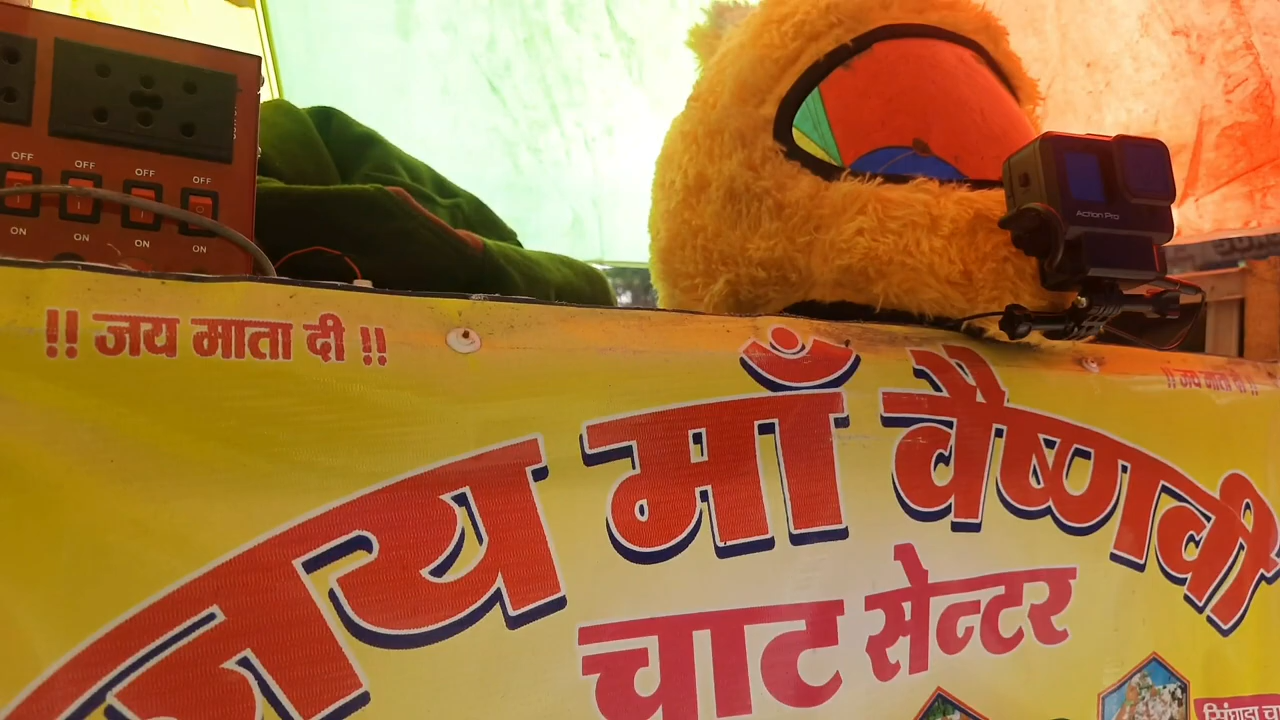 OFF OFF OFF OFF
ON ON ON ON
Action Pro
!! जय माता दी !!
!! जय माता दी !!
जय माँ वैष्णवी
चाट सेन्टर